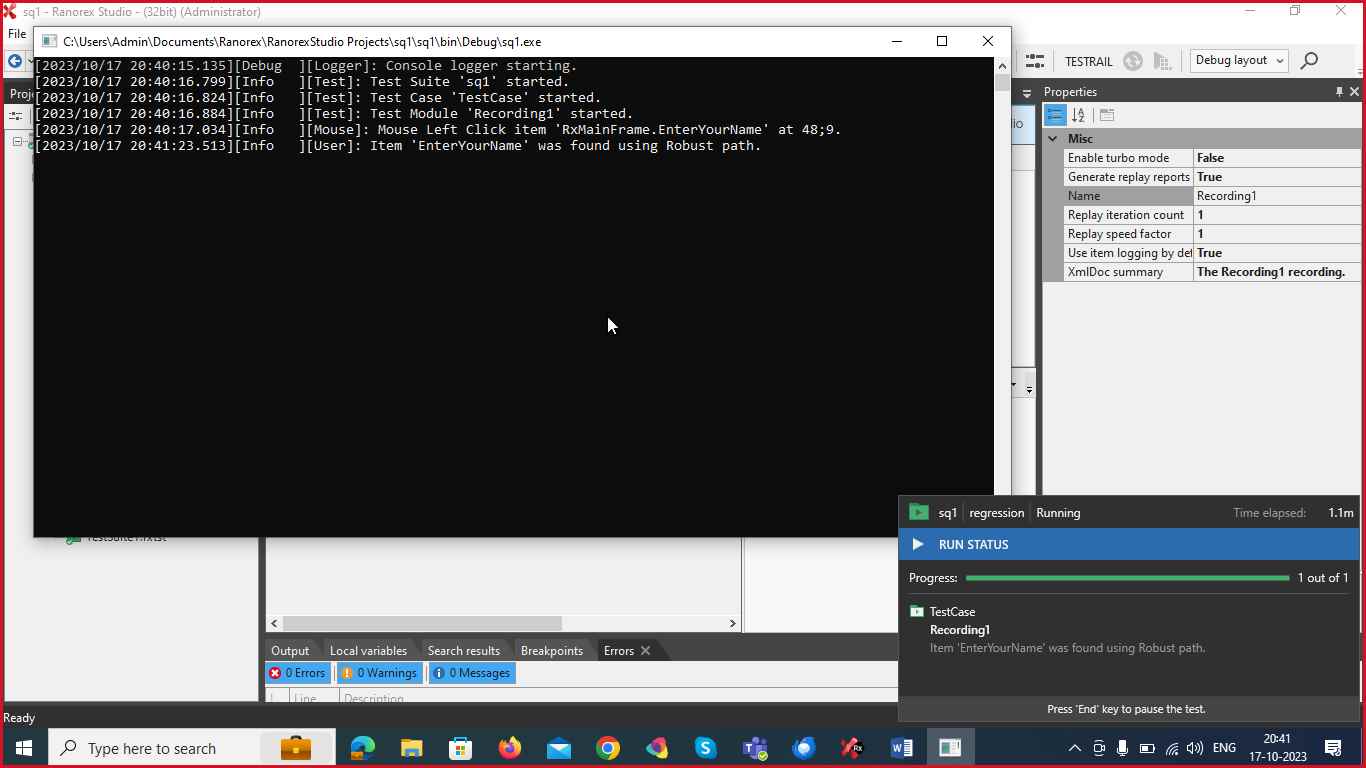 sq1 - Ranorex Studio - (32bit) (Administrator)
File
C:\Users\Admin\Documents\Ranorex\RanorexStudio Projects\sq1\sq1\bin\Debug\sq1.exe
[2023/10/17 20:40:15.135][Debug  ][Logger]: Console logger starting.
[2023/10/17 20:40:16.799][Info   ][Test]: Test Suite 'sq1' started.
[2023/10/17 20:40:16.824][Info   ][Test]: Test Case 'TestCase' started.
[2023/10/17 20:40:16.884][Info   ][Test]: Test Module 'Recording1' started.
[2023/10/17 20:40:17.034][Info   ][Mouse]: Mouse Left Click item 'RxMainFrame.EnterYourName' at 48;9.
[2023/10/17 20:41:23.513][Info   ][User]: Item 'EnterYourName' was found using Robust path.
TESTRAIL
Debug layout
Proj
io
Properties
Misc
Enable turbo mode False
Generate replay reports True
Name Recording1
Replay iteration count 1
Replay speed factor 1
Use item logging by def True
XmlDoc summary The Recording1 recording.
TestSuite1.rxtst
sq1 regression Running Time elapsed: 1.1m
RUN STATUS
Progress: 1 out of 1
TestCase
Recording1
Item 'EnterYourName' was found using Robust path.
Press 'End' key to pause the test.
Output Local variables Search results Breakpoints Errors
0 Errors 0 Warnings 0 Messages
! Line Description
Ready
Type here to search
ENG
20:41
17-10-2023